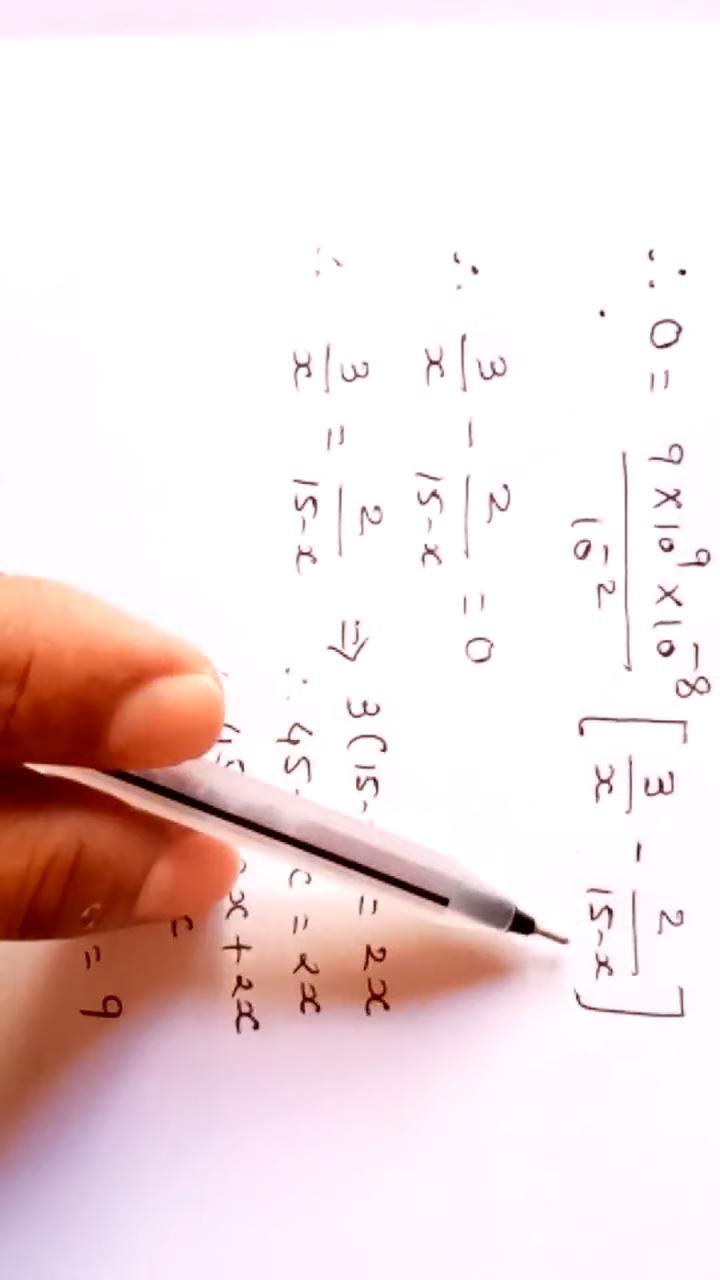 ∴ 0 = 9 × 10⁹ × 10⁻⁸ / 10⁻² [ 3/x - 2/15-x ]
∴ 3/x - 2/15-x = 0
∴ 3/x = 2/15-x ⇒ 3(15- = 2x
∴ 45- = 2x
45 x + 2x
= 9